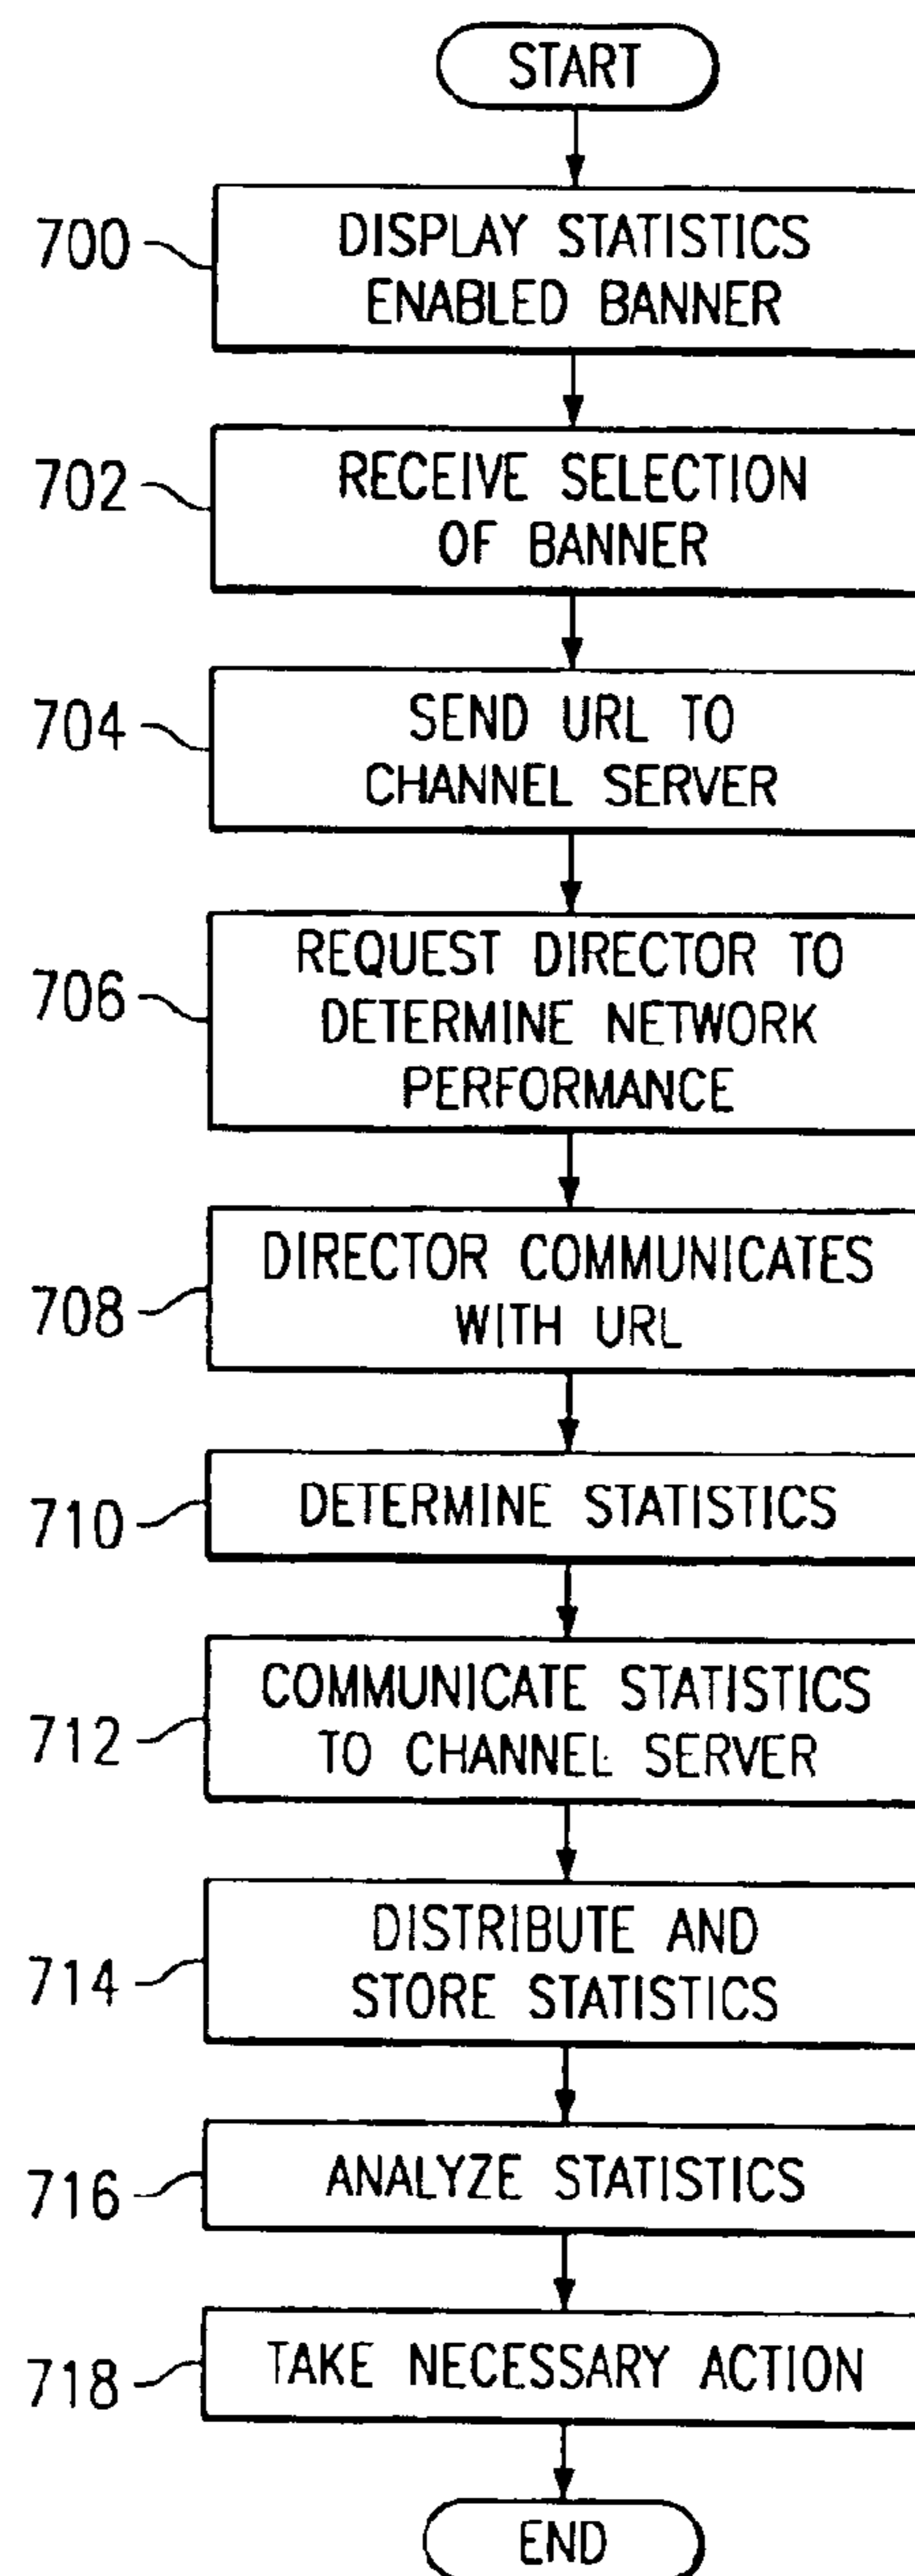 START
700
DISPLAY STATISTICS
ENABLED BANNER
702
RECEIVE SELECTION
OF BANNER
704
SEND URL TO
CHANNEL SERVER
706
REQUEST DIRECTOR TO
DETERMINE NETWORK
PERFORMANCE
708
DIRECTOR COMMUNICATES
WITH URL
710
DETERMINE STATISTICS
712
COMMUNICATE STATISTICS
TO CHANNEL SERVER
714
DISTRIBUTE AND
STORE STATISTICS
716
ANALYZE STATISTICS
718
TAKE NECESSARY ACTION
END